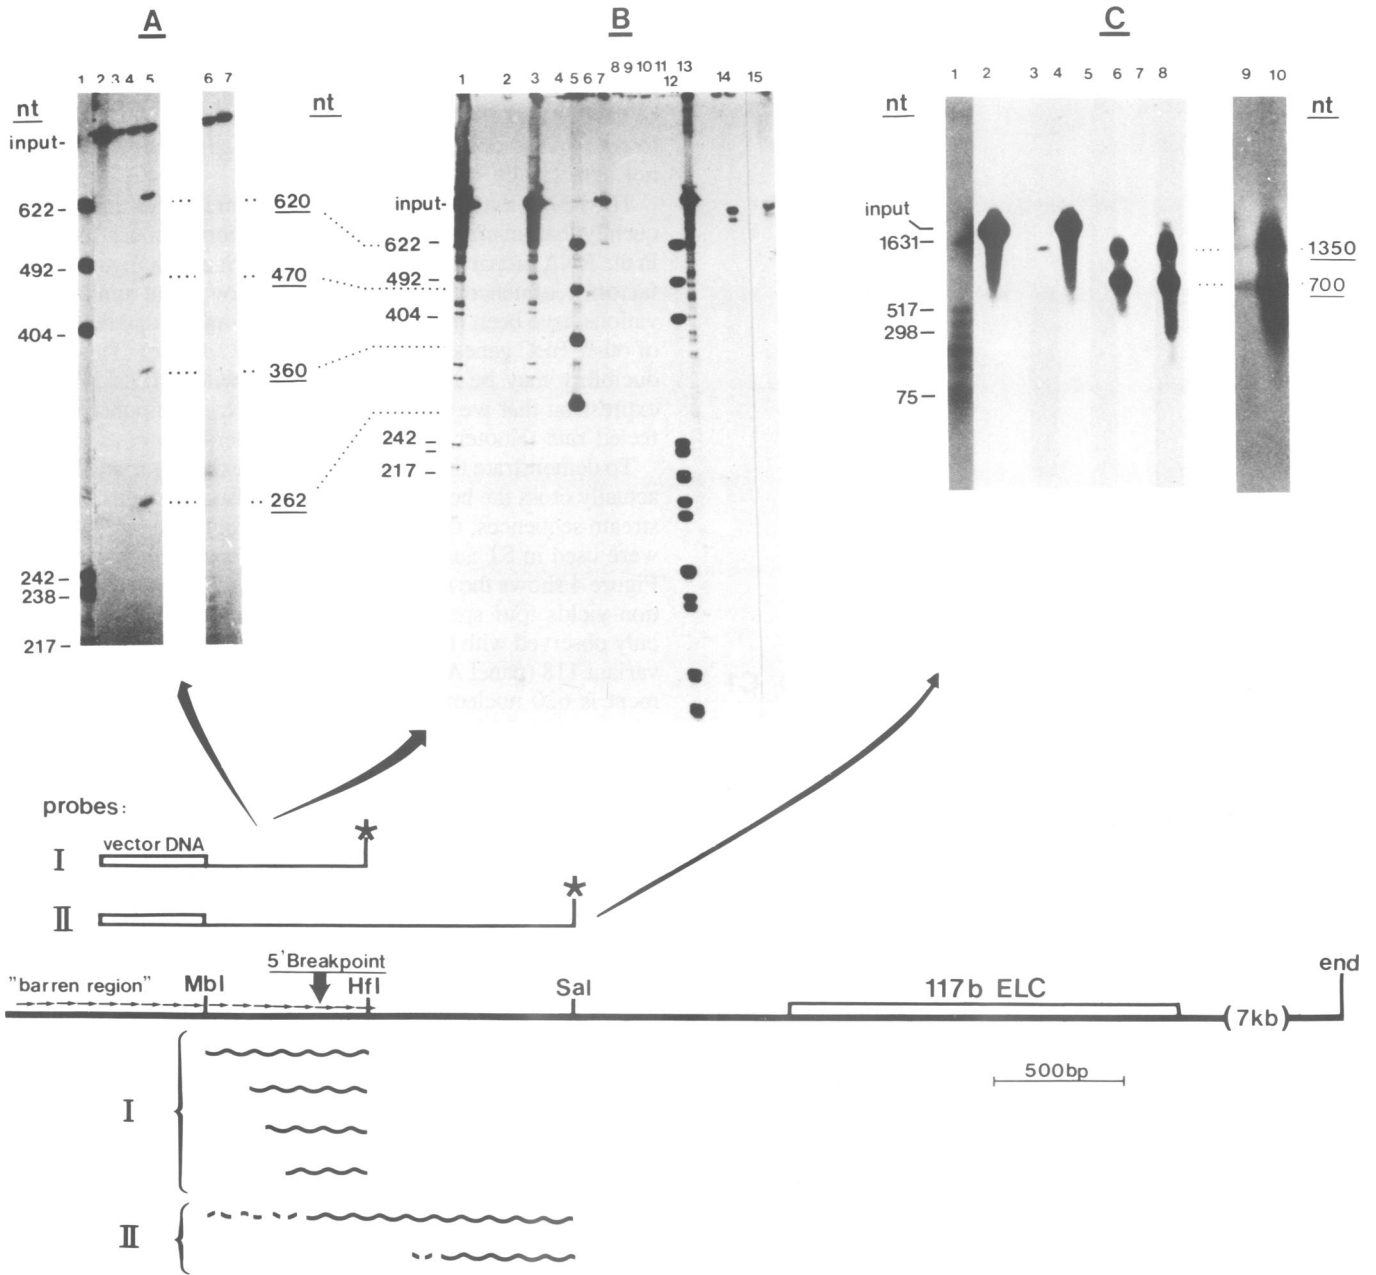 A
B
C
1 2 3 4 5 6 7
1 2 3 4 5 6 7 8 9 10 11 12 13 14 15
1 2 3 4 5 6 7 8 9 10
nt
input-
622 -
492 -
404 -
242 -
238 -
217 -
nt
620
470
360
262
input-
622 -
492 -
404 -
242 -
217 -
nt
input
1631 -
517 -
298 -
75 -
nt
1350
700
probes:
I
vector DNA
*
II
*
"barren region"
MbI
5' Breakpoint
HfI
Sal
117b ELC
(7kb)
end
500bp
I
II